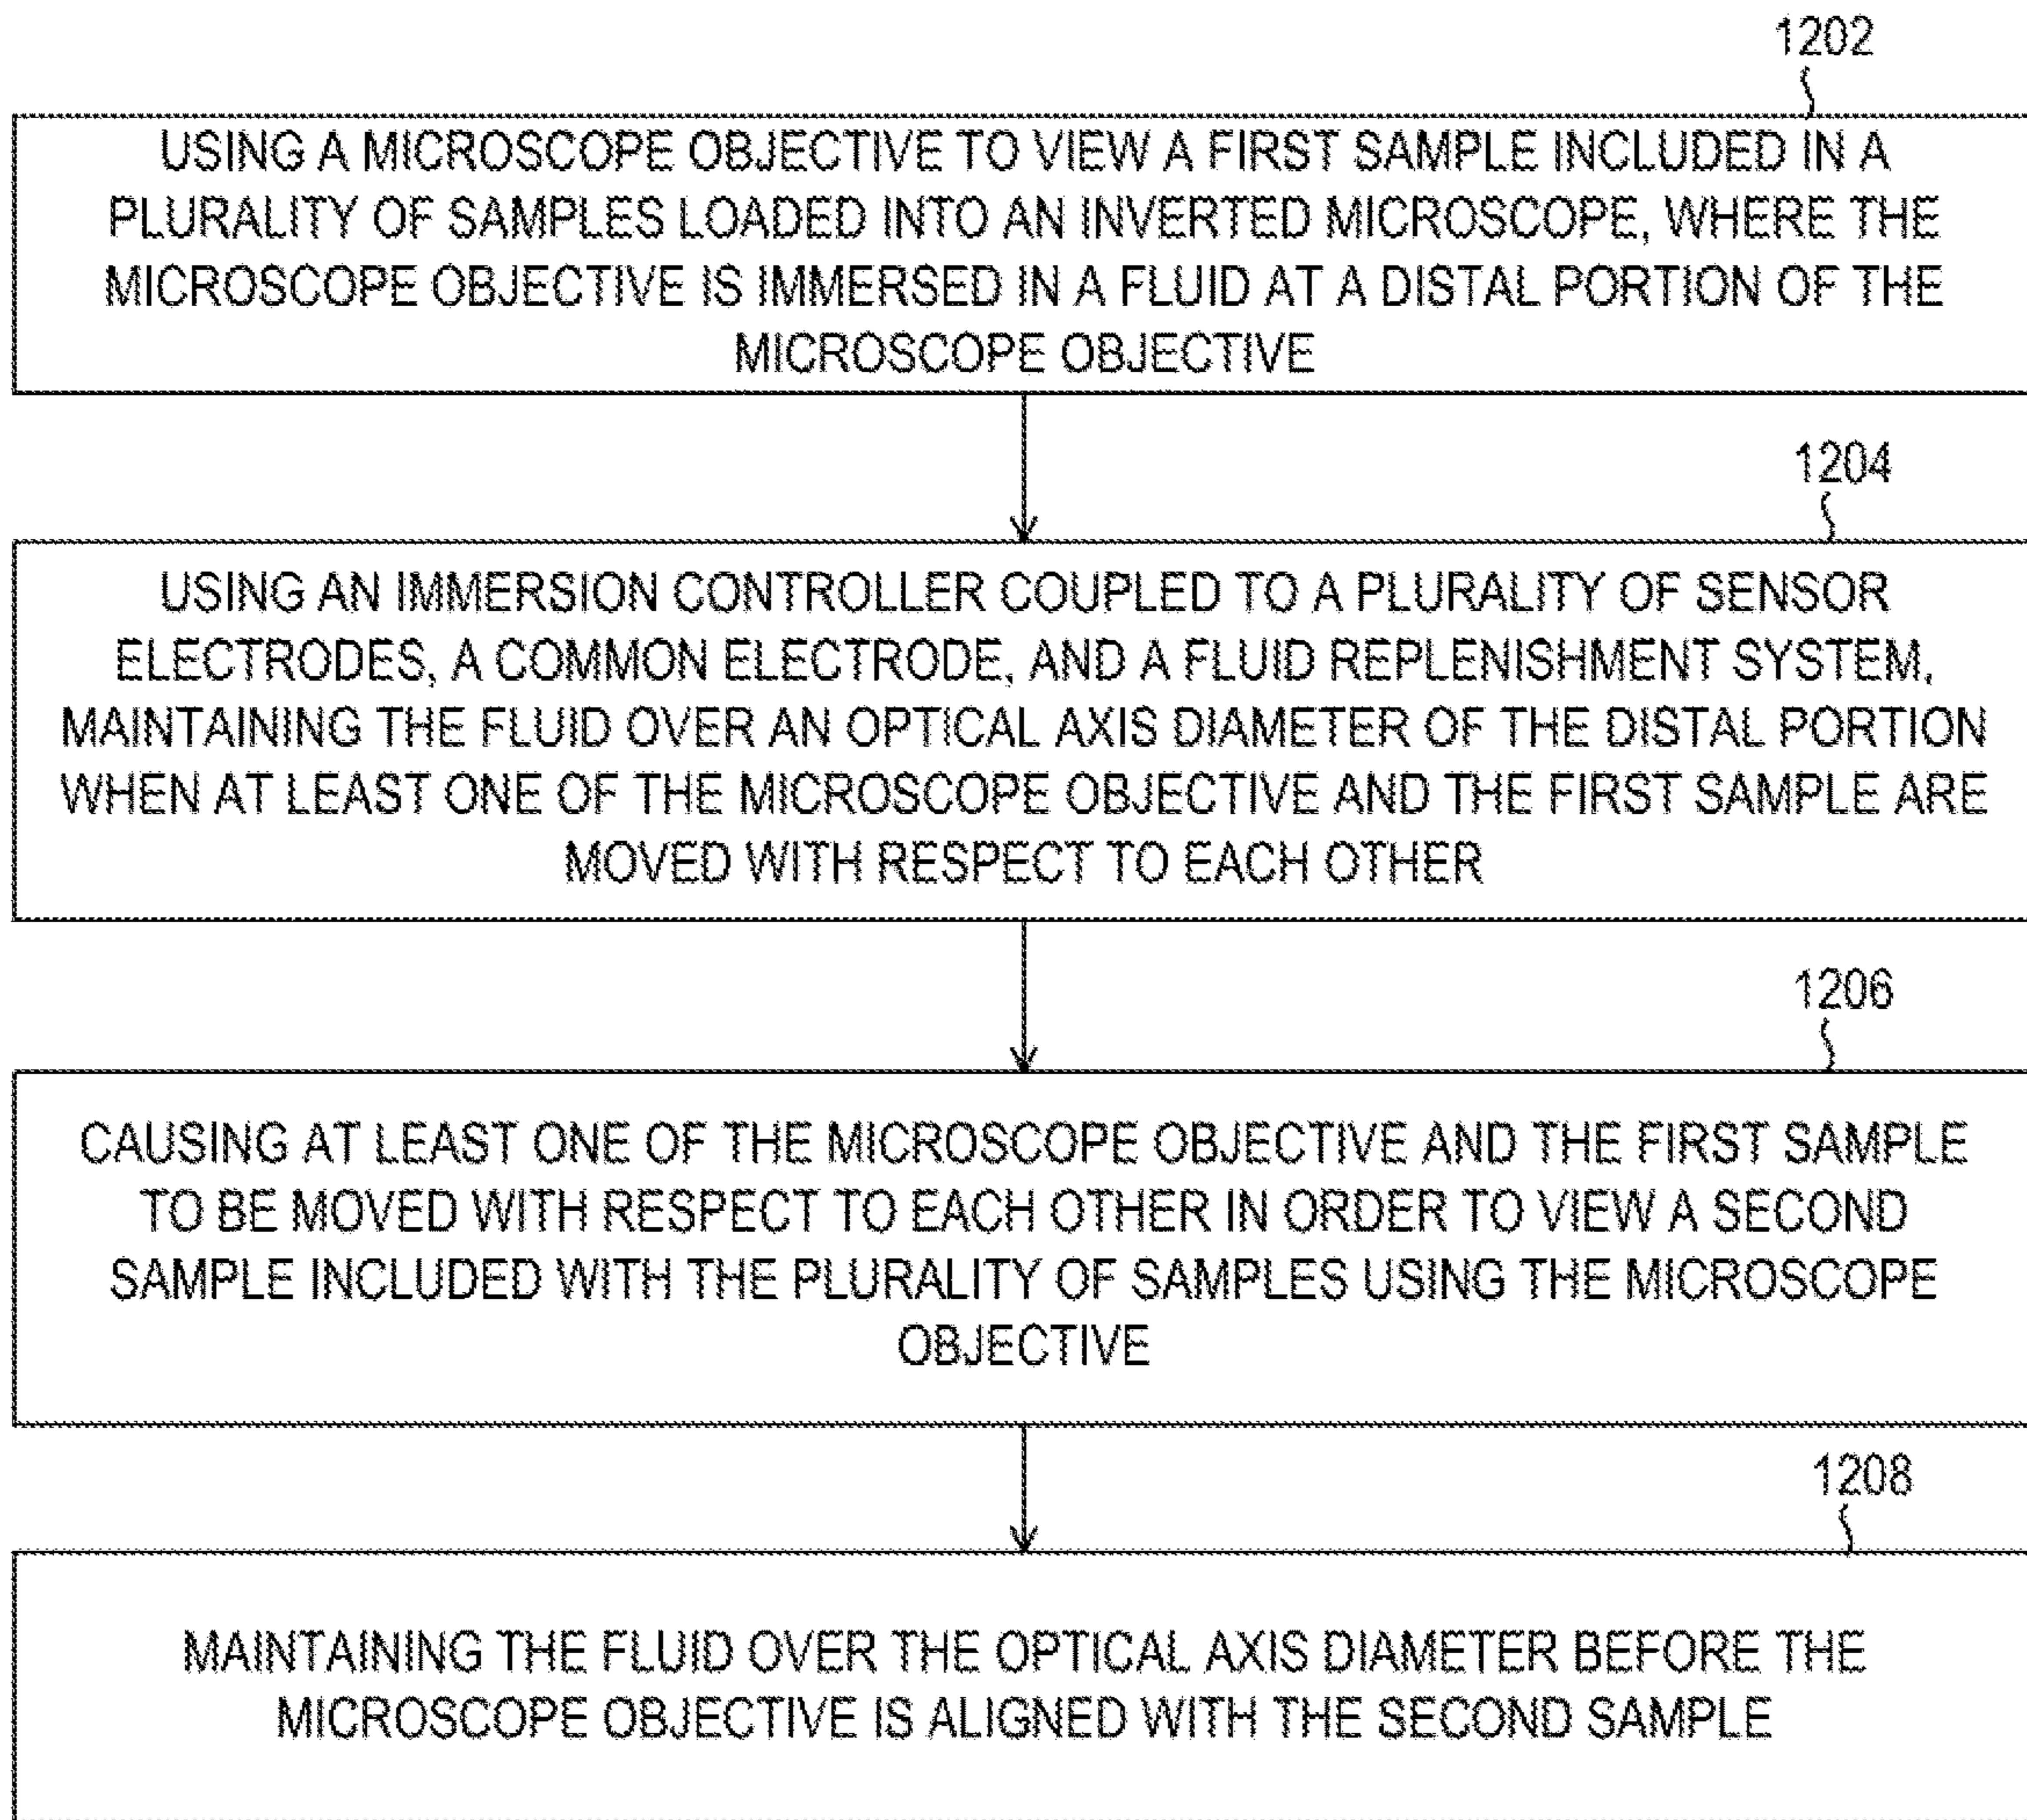 1202
USING A MICROSCOPE OBJECTIVE TO VIEW A FIRST SAMPLE INCLUDED IN A
PLURALITY OF SAMPLES LOADED INTO AN INVERTED MICROSCOPE, WHERE THE
MICROSCOPE OBJECTIVE IS IMMERSED IN A FLUID AT A DISTAL PORTION OF THE
MICROSCOPE OBJECTIVE
1204
USING AN IMMERSION CONTROLLER COUPLED TO A PLURALITY OF SENSOR
ELECTRODES, A COMMON ELECTRODE, AND A FLUID REPLENISHMENT SYSTEM,
MAINTAINING THE FLUID OVER AN OPTICAL AXIS DIAMETER OF THE DISTAL PORTION
WHEN AT LEAST ONE OF THE MICROSCOPE OBJECTIVE AND THE FIRST SAMPLE ARE
MOVED WITH RESPECT TO EACH OTHER
1206
CAUSING AT LEAST ONE OF THE MICROSCOPE OBJECTIVE AND THE FIRST SAMPLE
TO BE MOVED WITH RESPECT TO EACH OTHER IN ORDER TO VIEW A SECOND
SAMPLE INCLUDED WITH THE PLURALITY OF SAMPLES USING THE MICROSCOPE
OBJECTIVE
1208
MAINTAINING THE FLUID OVER THE OPTICAL AXIS DIAMETER BEFORE THE
MICROSCOPE OBJECTIVE IS ALIGNED WITH THE SECOND SAMPLE